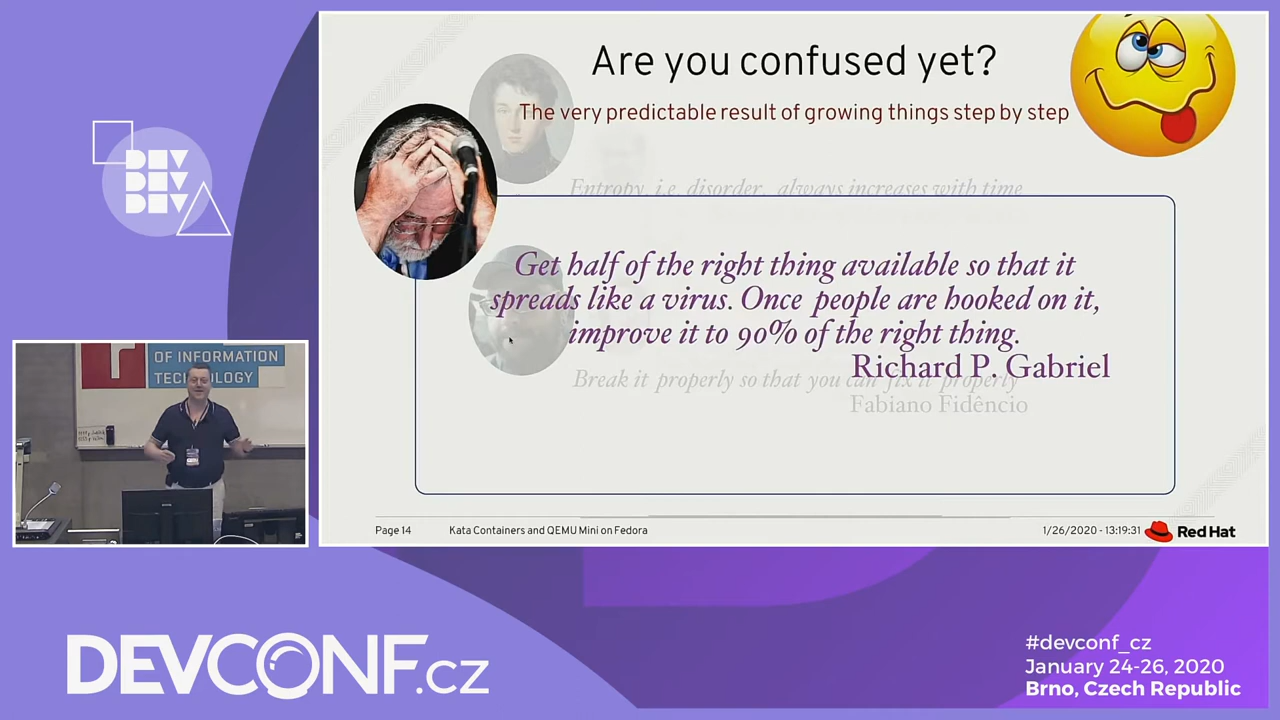 Are you confused yet?
The very predictable result of growing things step by step
Entropy, i.e. disorder, always increases with time
Get half of the right thing available so that it
spreads like a virus. Once people are hooked on it,
improve it to 90% of the right thing.
Richard P. Gabriel
Break it properly so that you can fix it properly
Fabiano Fidêncio
Page 14
Kata Containers and QEMU Mini on Fedora
1/26/2020 - 13:19:31
Red Hat
DEV
DEV
DEV
OF INFORMATION
TECHNOLOGY
DEVCONF.cz
#devconf_cz
January 24-26, 2020
Brno, Czech Republic